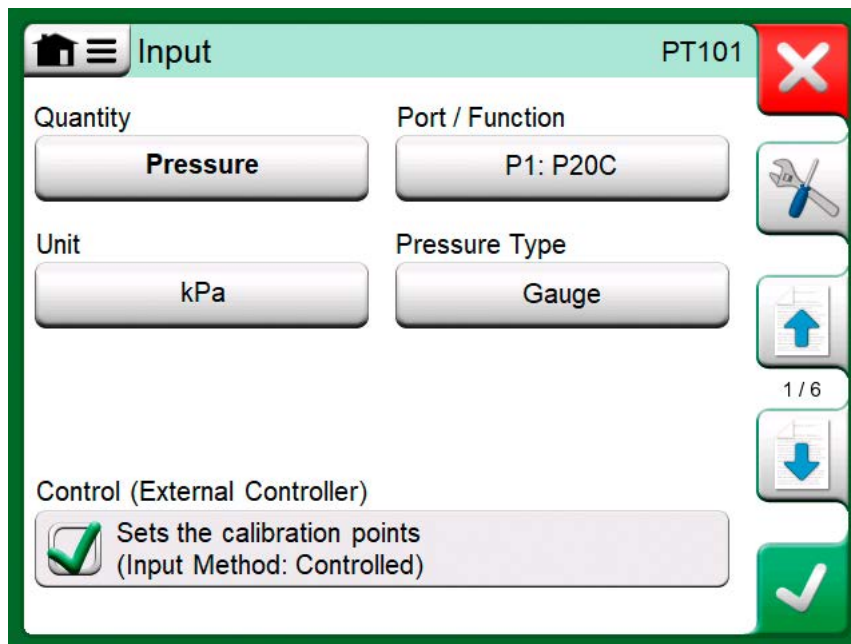 Input
PT101
Quantity
Port / Function
Pressure
P1: P20C
Unit
Pressure Type
kPa
Gauge
1 / 6
Control (External Controller)
Sets the calibration points
(Input Method: Controlled)